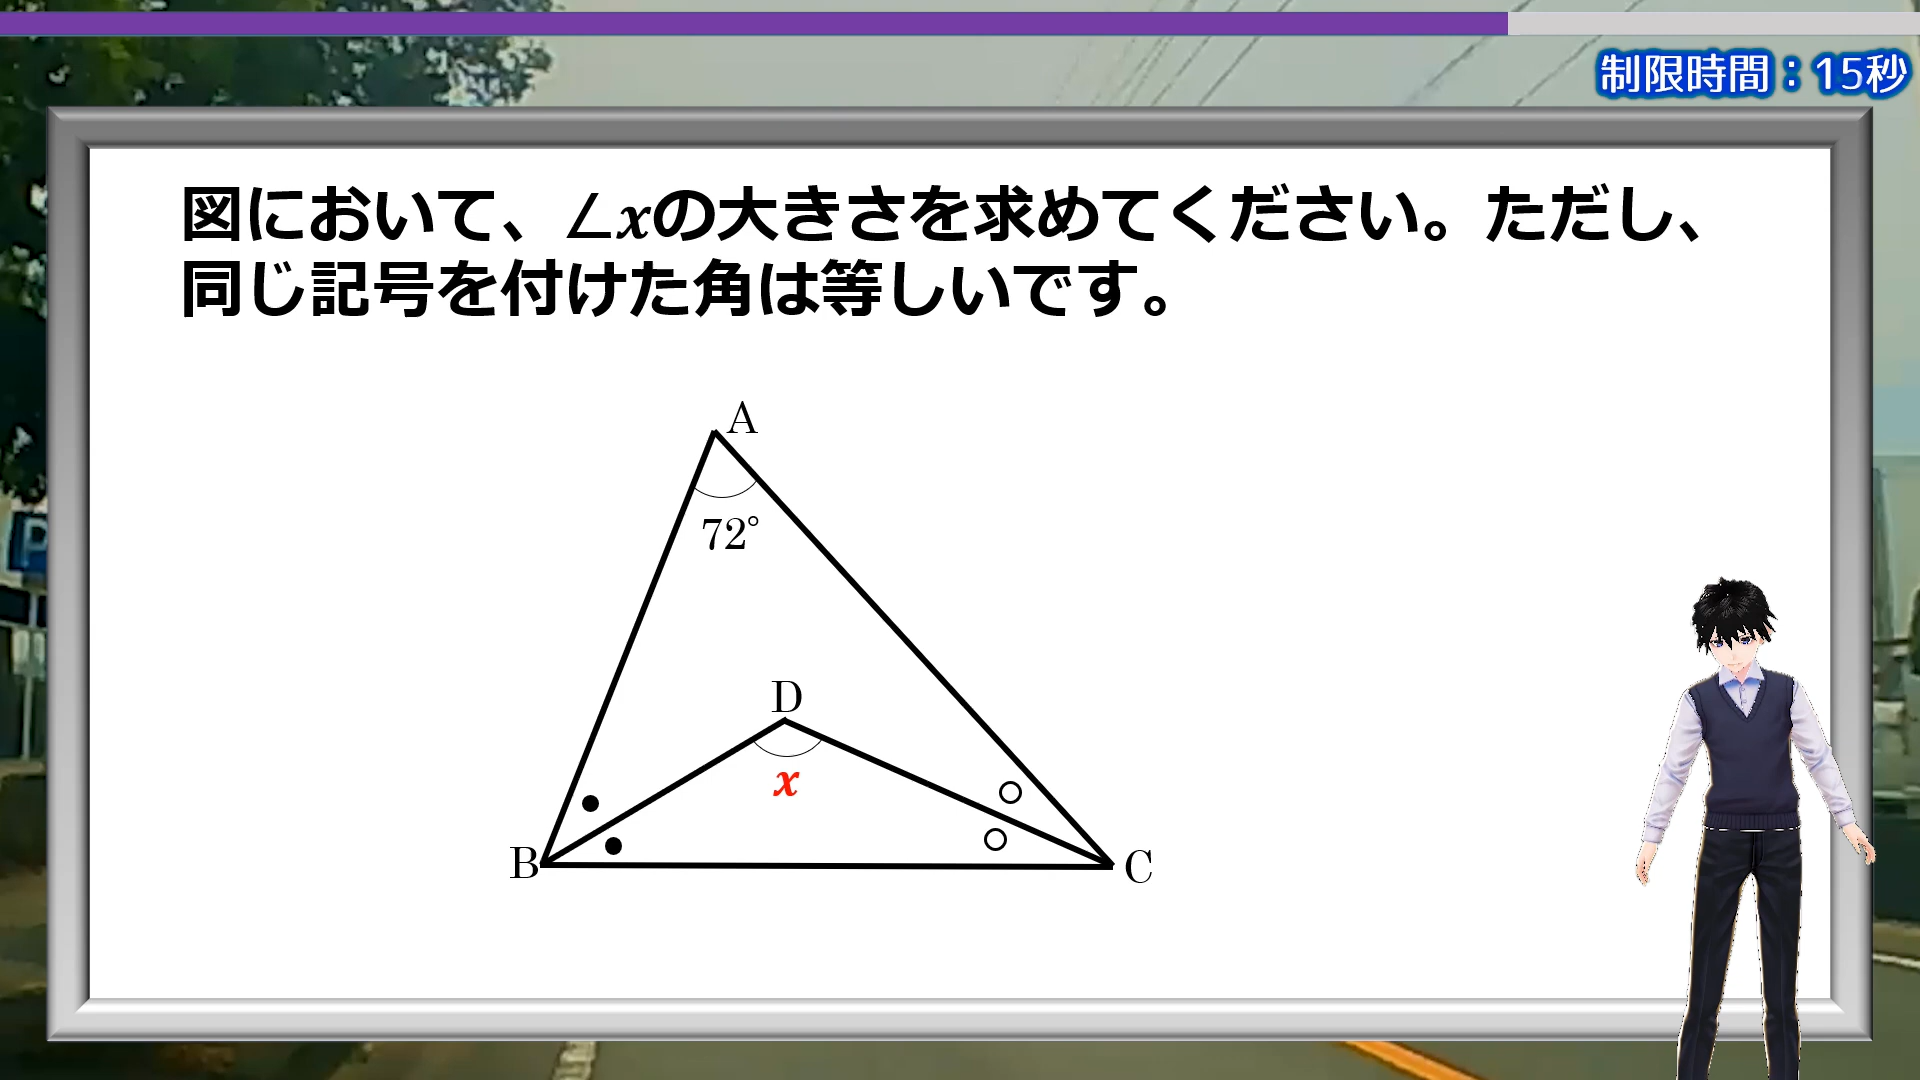 制限時間：15秒
図において、∠xの大きさを求めてください。ただし、
同じ記号を付けた角は等しいです。
A
72°
D
x
B
C
P